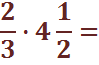 2/3 · 4 1/2 =